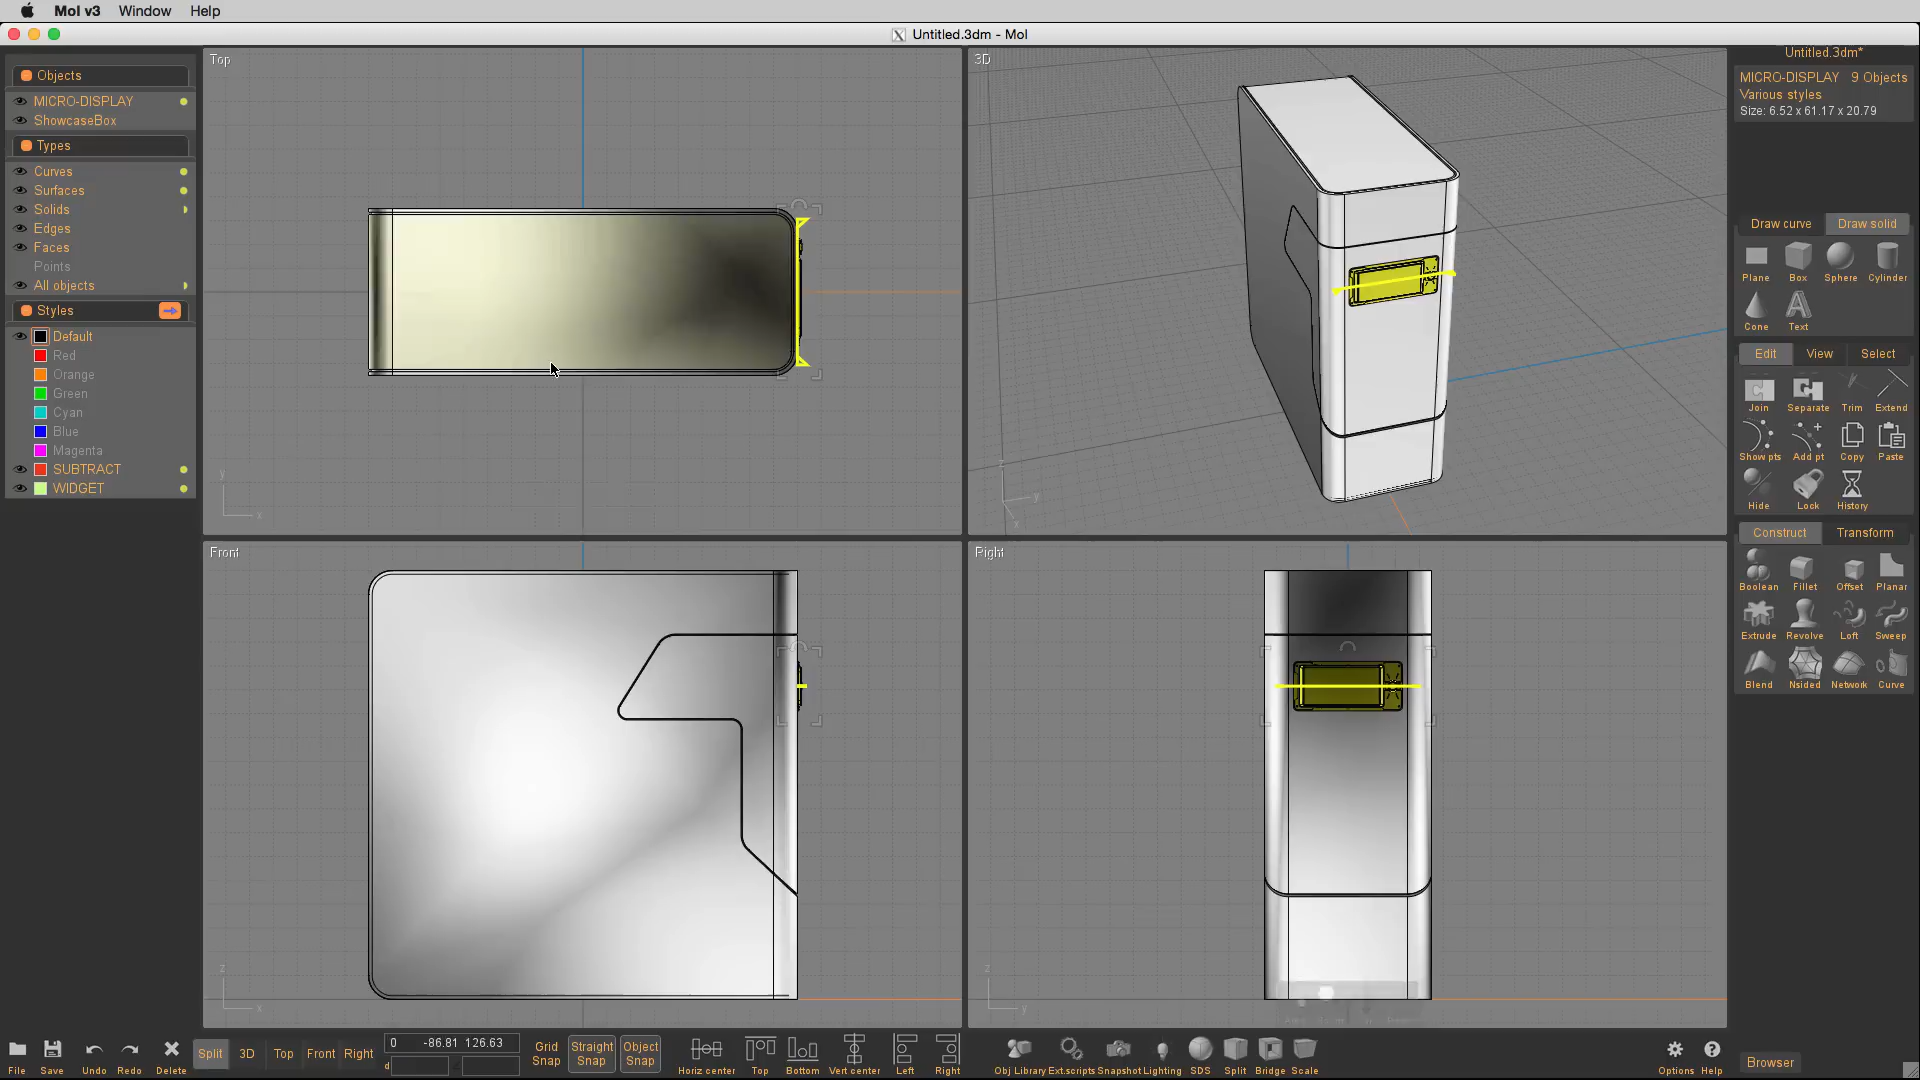 MoI v3 Window Help
Untitled.3dm - MoI
Objects
MICRO-DISPLAY
ShowcaseBox
Types
Curves
Surfaces
Solids
Edges
Faces
Points
All objects
Styles
Default
Red
Orange
Green
Cyan
Blue
Magenta
SUBTRACT
WIDGET
Top
y
x
3D
z
y
x
Front
z
x
Right
z
y
Untitled.3dm*
MICRO-DISPLAY 9 Objects
Various styles
Size: 6.52 x 61.17 x 20.79
Draw curve Draw solid
Plane Box Sphere Cylinder
Cone Text
Edit View Select
Join Separate Trim Extend
Show pts Add pt Copy Paste
Hide Lock History
Construct Transform
Boolean Fillet Offset Planar
Extrude Revolve Loft Sweep
Blend Nsided Network Curve
File Save Undo Redo Delete
Split 3D Top Front Right
0 -86.81 126.63
d
Grid Snap
Straight Snap
Object Snap
Horiz center Top Bottom Vert center Left Right
Obj Library Ext.scripts Snapshot Lighting SDS Split Bridge Scale
Options Help
Browser